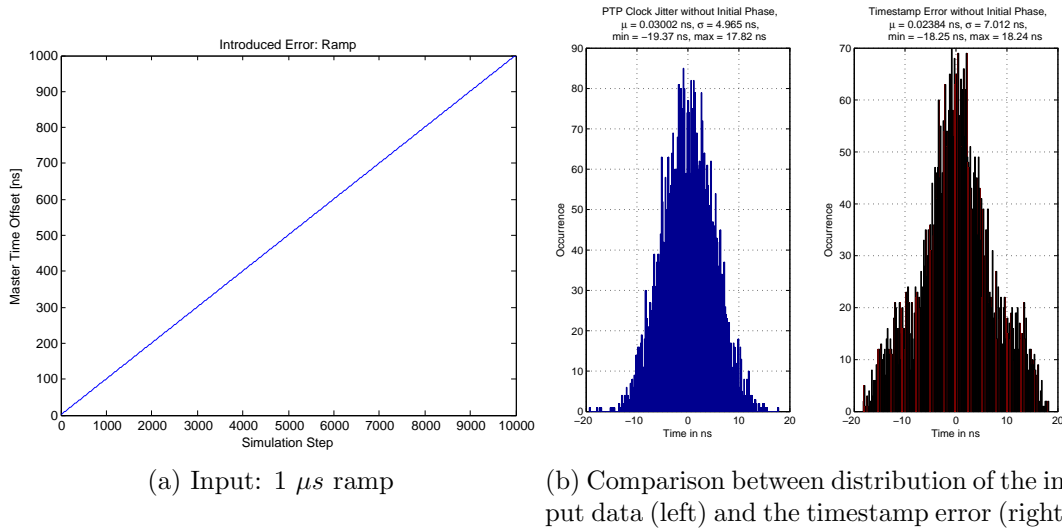 Introduced Error: Ramp
1000
900
800
700
600
500
400
300
200
100
0
Master Time Offset [ns]
0 1000 2000 3000 4000 5000 6000 7000 8000 9000 10000
Simulation Step
(a) Input: 1 μs ramp
PTP Clock Jitter without Initial Phase,
μ = 0.03002 ns, σ = 4.965 ns,
min = −19.37 ns, max = 17.82 ns
90
80
70
60
50
40
30
20
10
0
Occurrence
−20 −10 0 10 20
Time in ns
Timestamp Error without Initial Phase,
μ = 0.02384 ns, σ = 7.012 ns,
min = −18.25 ns, max = 18.24 ns
70
60
50
40
30
20
10
0
Occurrence
−20 −10 0 10 20
Time in ns
(b) Comparison between distribution of the in
put data (left) and the timestamp error (right